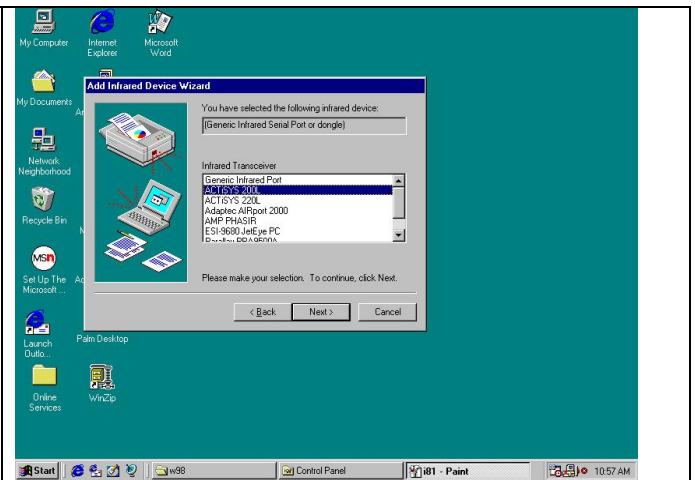 My Computer
Internet
Explorer
Microsoft
Word
My Documents
Network
Neighborhood
Recycle Bin
msn
Set Up The
Microsoft ...
Launch
Outlo...
Palm Desktop
Online
Services
WinZip
Add Infrared Device Wizard
You have selected the following infrared device:
(Generic Infrared Serial Port or dongle)
Infrared Transceiver
Generic Infrared Port
ACTiSYS 200L
ACTiSYS 220L
Adaptec AIRport 2000
AMP PHASIR
ESI-9680 JetEye PC
Parallax PRA9500A
Please make your selection. To continue, click Next.
< Back
Next >
Cancel
Start
w98
Control Panel
i81 - Paint
10:57 AM